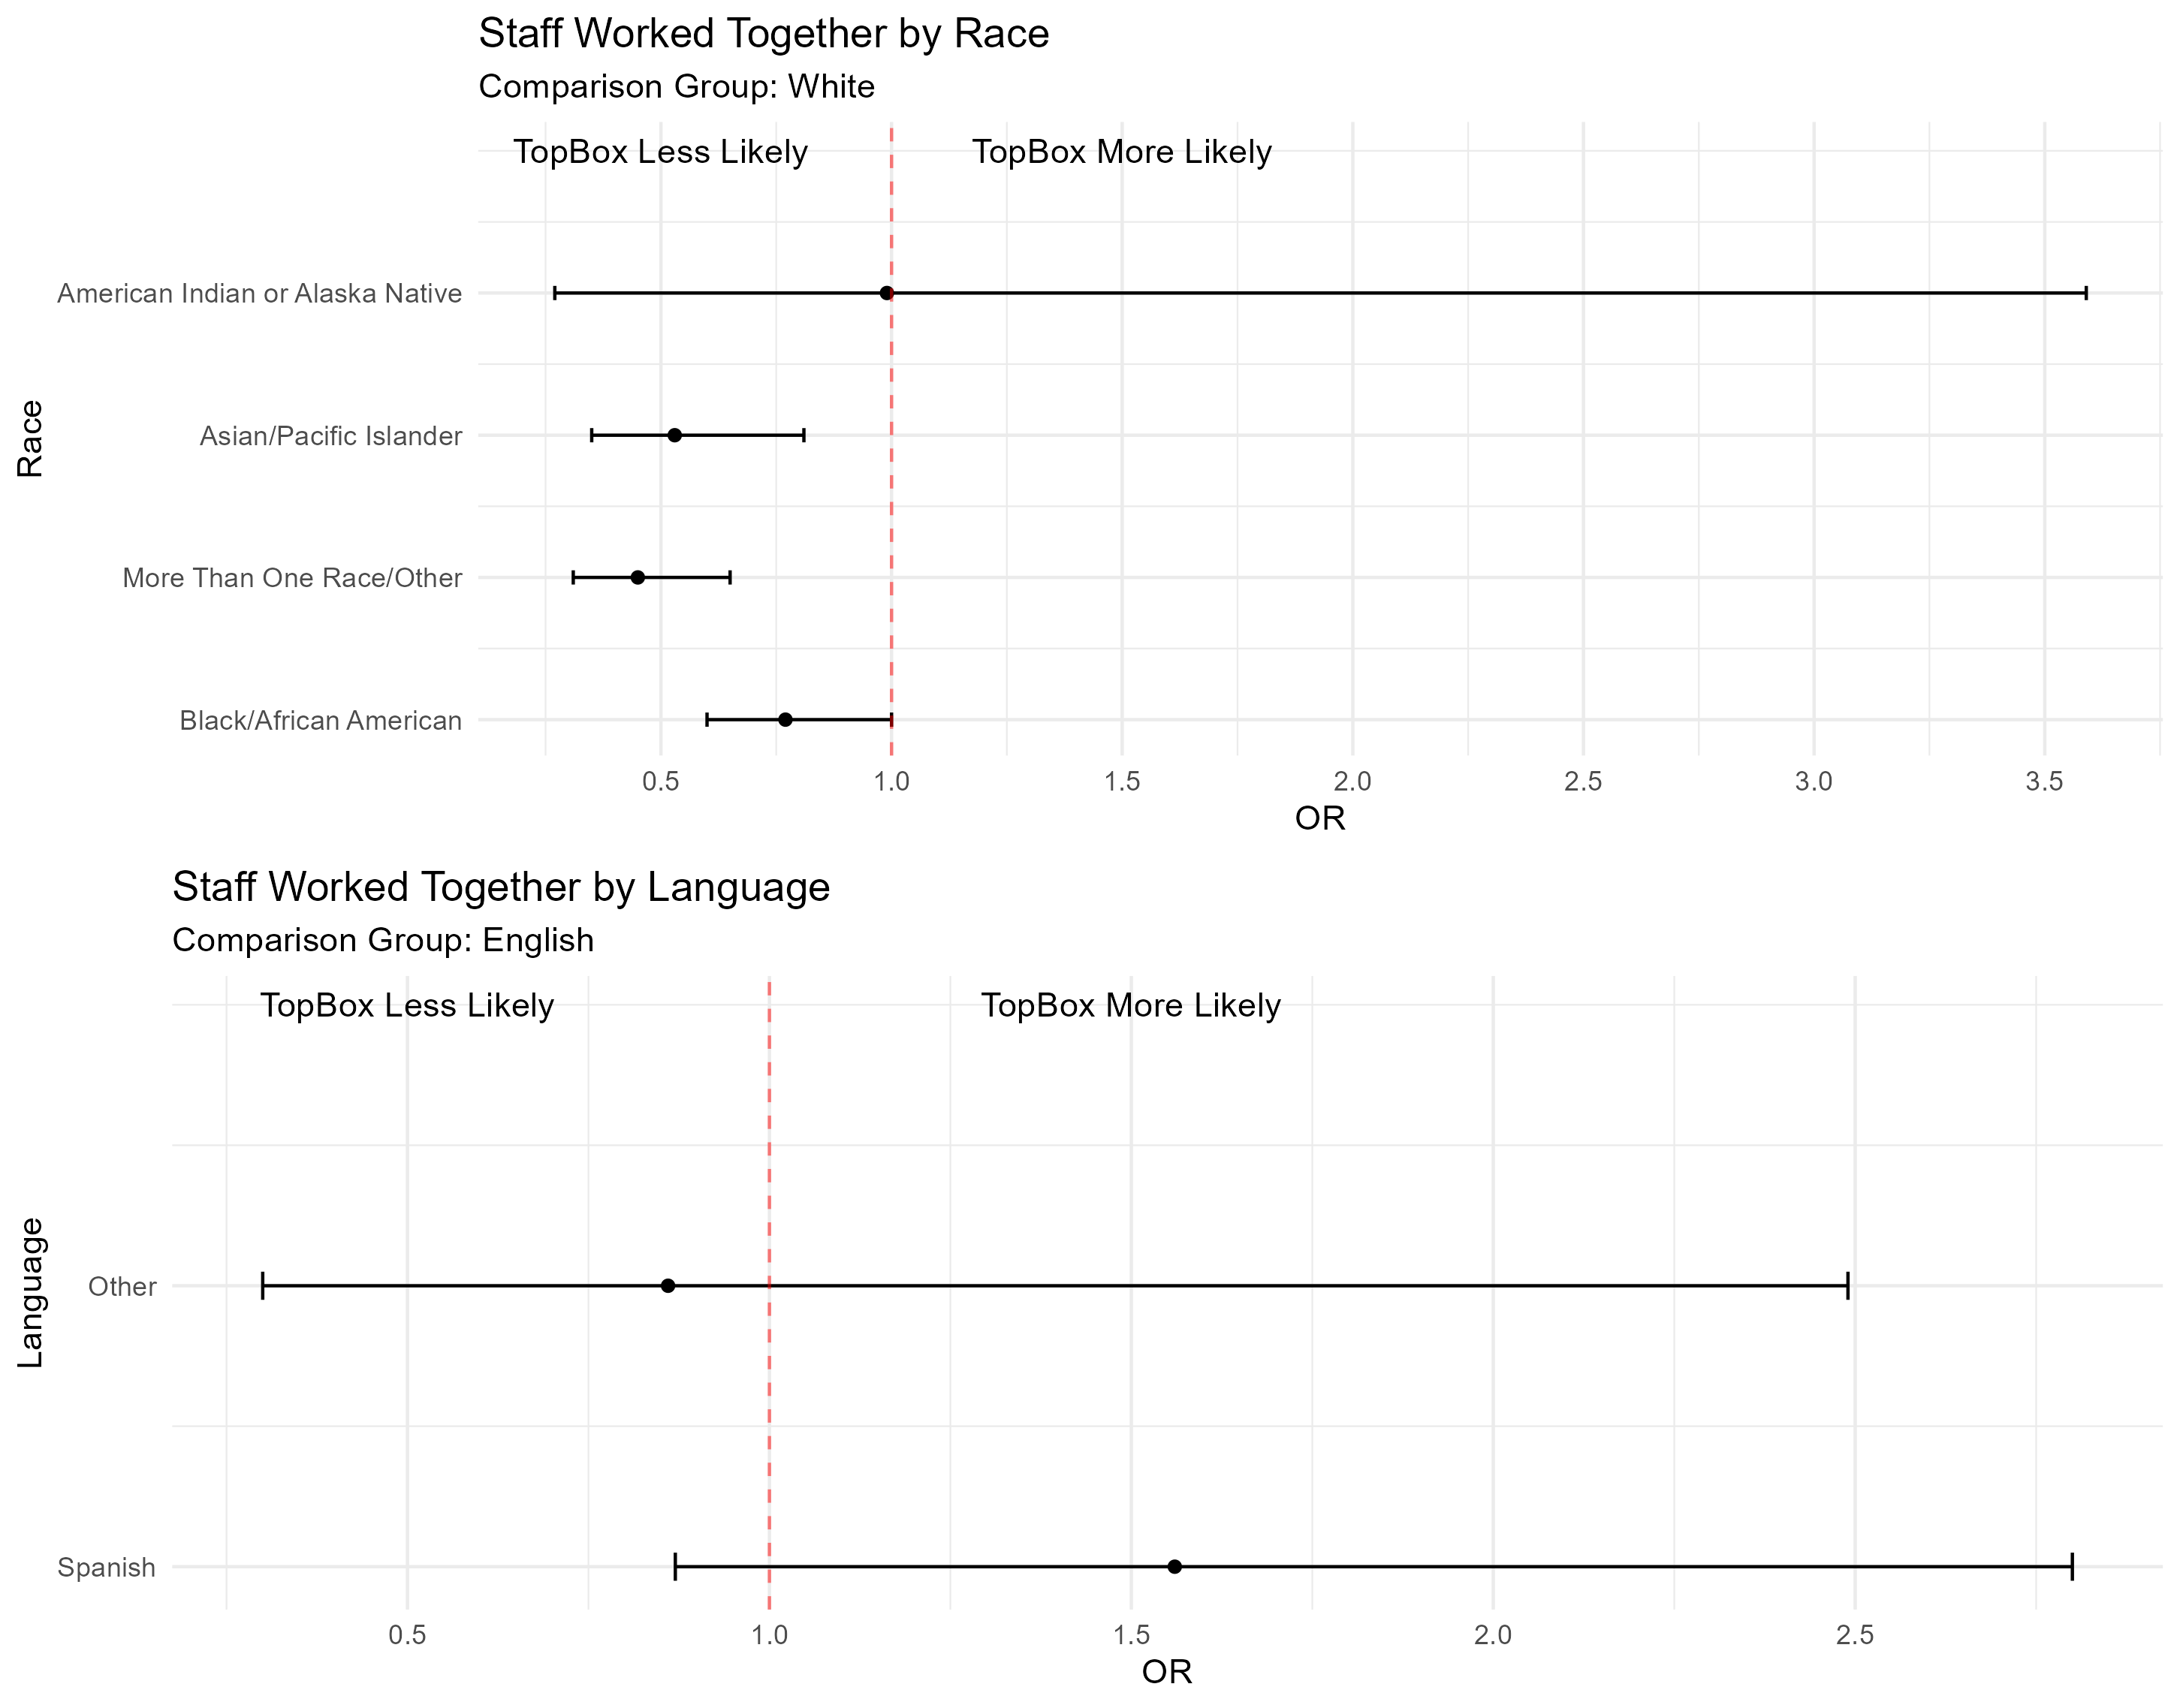 Staff Worked Together by Race
Comparison Group: White
TopBox Less Likely TopBox More Likely
Race
American Indian or Alaska Native
Asian/Pacific Islander
More Than One Race/Other
Black/African American
0.5 1.0 1.5 2.0 2.5 3.0 3.5
OR
Staff Worked Together by Language
Comparison Group: English
TopBox Less Likely TopBox More Likely
Language
Other
Spanish
0.5 1.0 1.5 2.0 2.5
OR